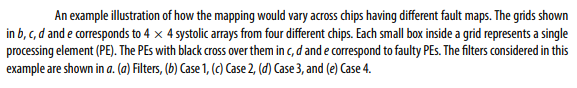 An example illustration of how the mapping would vary across chips having different fault maps. The grids shown
in b, c, d and e corresponds to 4 × 4 systolic arrays from four different chips. Each small box inside a grid represents a single
processing element (PE). The PEs with black cross over them in c, d and e correspond to faulty PEs. The filters considered in this
example are shown in a. (a) Filters, (b) Case 1, (c) Case 2, (d) Case 3, and (e) Case 4.